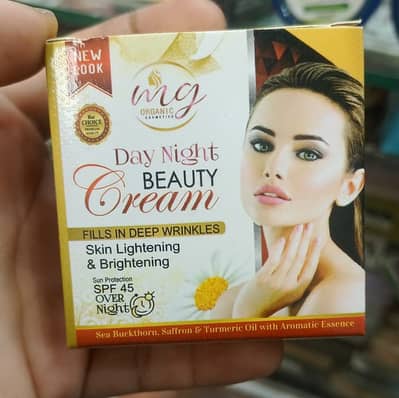 NEW
LOOK
mg
ORGANIC
COSMETICS
CHOICE
Day Night
BEAUTY
Cream
FILLS IN DEEP WRINKLES
Skin Lightening
& Brightening
Sun Protection
SPF 45
OVER
Night
Sea Buckthorn, Saffron & Turmeric Oil with Aromatic Essence